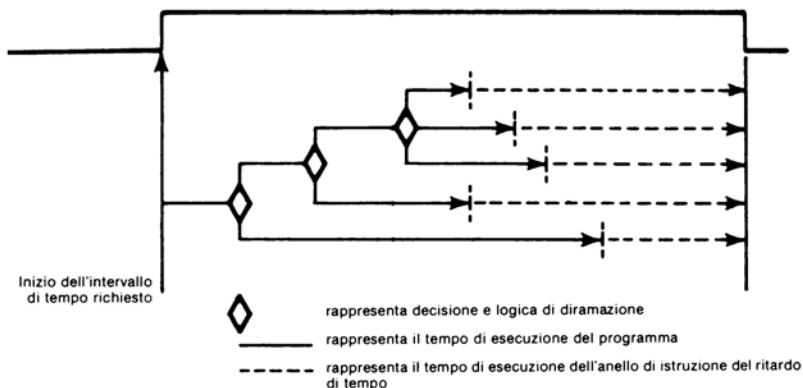 Inizio dell'intervallo
di tempo richiesto
rappresenta decisione e logica di diramazione
rappresenta il tempo di esecuzione del programma
rappresenta il tempo di esecuzione dell'anello di istruzione del ritardo
di tempo